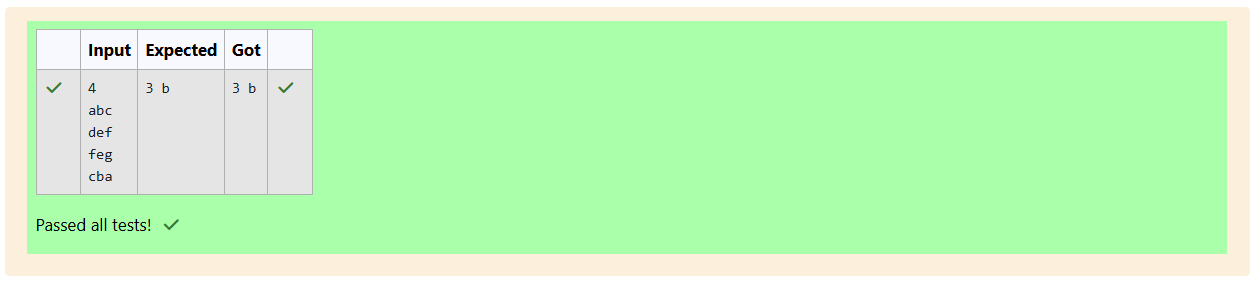 Input Expected Got
4 3 b 3 b
abc
def
feg
cba
Passed all tests!